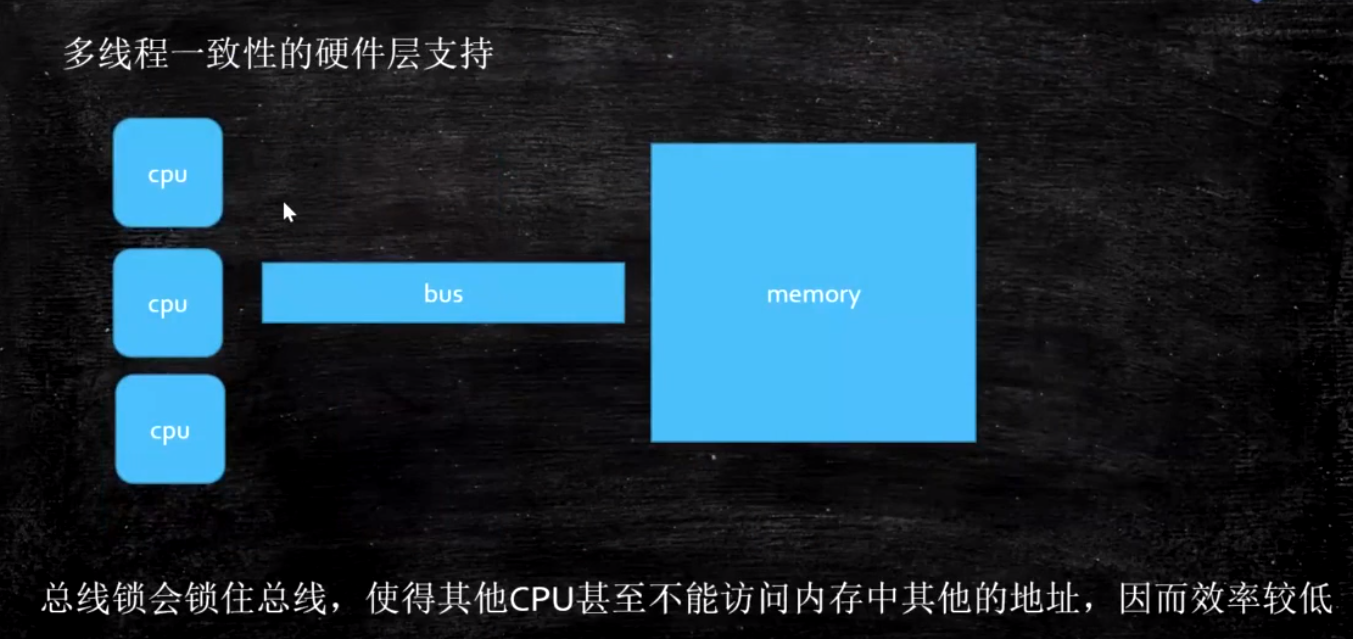 多线程一致性的硬件层支持
cpu
cpu
bus
memory
cpu
总线锁会锁住总线，使得其他CPU甚至不能访问内存中其他的地址，因而效率较低